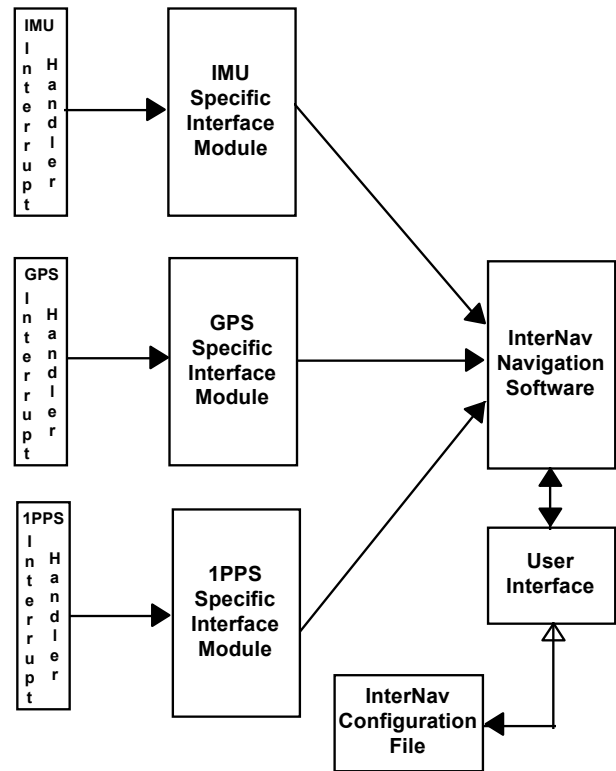 IMU
Interrupt
Handler
IMU
Specific
Interface
Module
GPS
Interrupt
Handler
GPS
Specific
Interface
Module
InterNav
Navigation
Software
1PPS
Interrupt
Handler
1PPS
Specific
Interface
Module
User
Interface
InterNav
Configuration
File